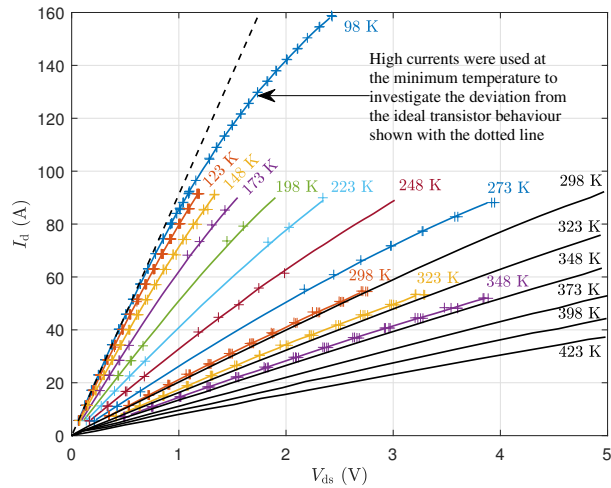 160
140
120
100
80
60
40
20
0
I_d (A)
0
1
2
3
4
5
V_ds (V)
98 K
High currents were used at
the minimum temperature to
investigate the deviation from
the ideal transistor behaviour
shown with the dotted line
123 K
148 K
173 K
198 K
223 K
248 K
273 K
298 K
323 K
348 K
373 K
398 K
423 K
298 K
323 K
348 K